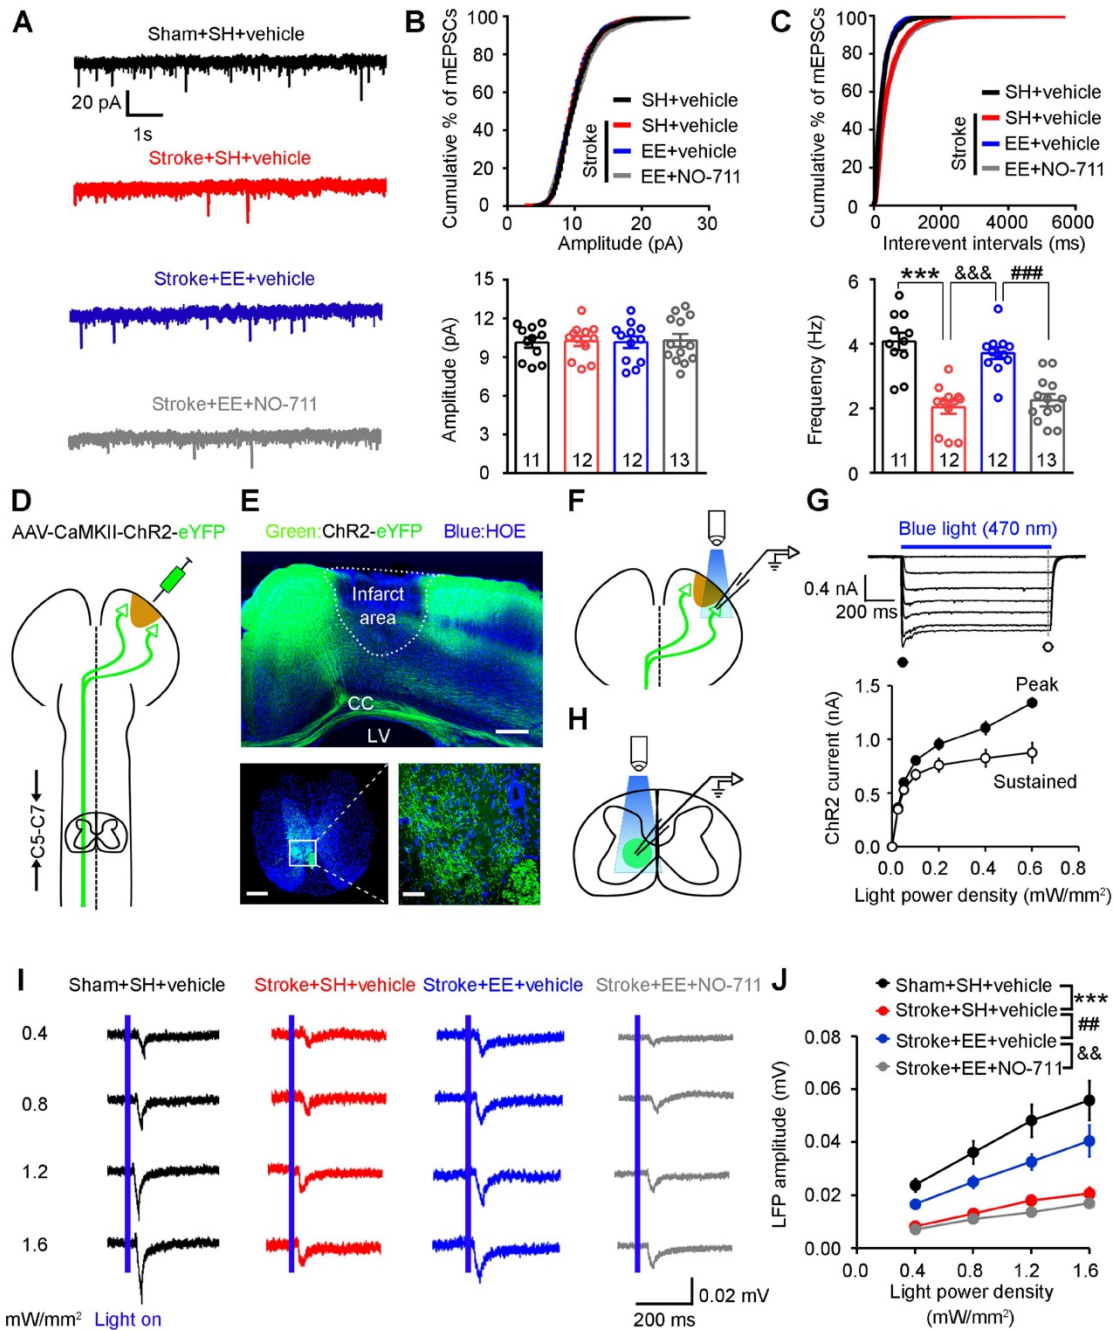 A
Sham+SH+vehicle
20 pA
1s
Stroke+SH+vehicle
Stroke+EE+vehicle
Stroke+EE+NO-711
B
Cumulative % of mEPSCs
100
80
60
40
20
0
SH+vehicle
SH+vehicle
EE+vehicle
EE+NO-711
Stroke
0 10 20 30
Amplitude (pA)
Amplitude (pA)
15
12
9
6
3
0
11 12 12 13
C
Cumulative % of mEPSCs
100
80
60
40
20
0
SH+vehicle
SH+vehicle
EE+vehicle
EE+NO-711
Stroke
0 2000 4000 6000
Interevent intervals (ms)
Frequency (Hz)
6
4
2
0
*** &&& ###
11 12 12 13
D
AAV-CaMKII-ChR2-eYFP
C5-C7
E
Green:ChR2-eYFP Blue:HOE
Infarct
area
CC
LV
F
H
G
Blue light (470 nm)
0.4 nA
200 ms
ChR2 current (nA)
1.5
1.0
0.5
0.0
Peak
Sustained
0.0 0.2 0.4 0.6 0.8
Light power density (mW/mm²)
I
Sham+SH+vehicle Stroke+SH+vehicle Stroke+EE+vehicle Stroke+EE+NO-711
0.4
0.8
1.2
1.6
mW/mm² Light on
0.02 mV
200 ms
J
Sham+SH+vehicle
Stroke+SH+vehicle
Stroke+EE+vehicle
Stroke+EE+NO-711
***
##
&&
LFP amplitude (mV)
0.08
0.06
0.04
0.02
0.00
0.0 0.4 0.8 1.2 1.6
Light power density
(mW/mm²)